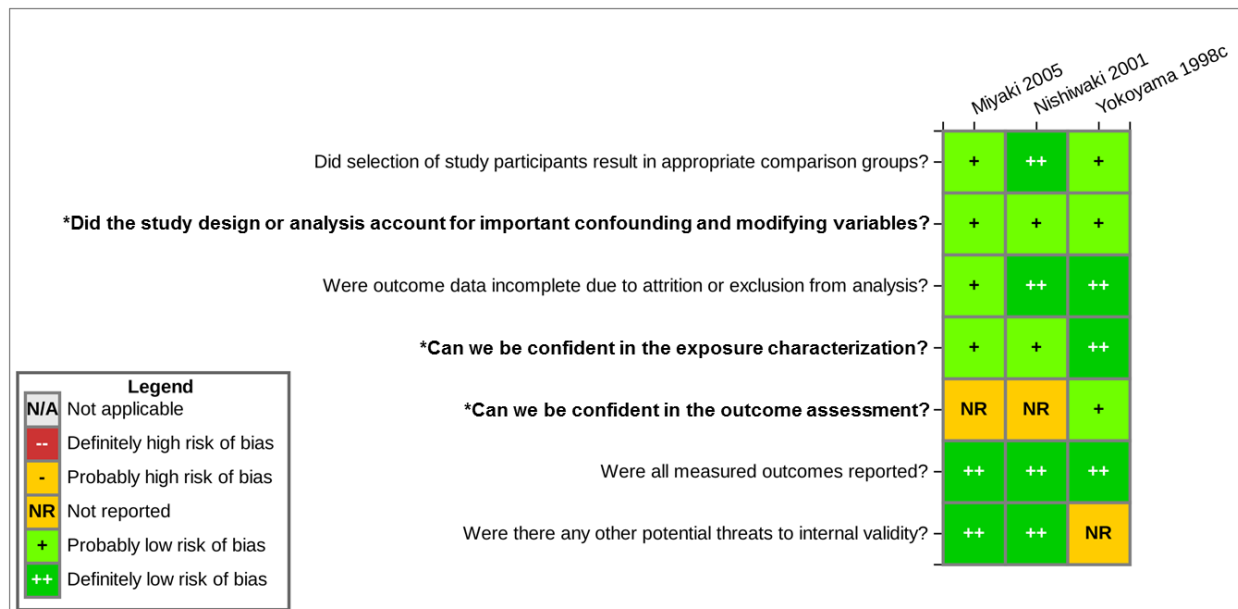 Miyaki 2005
Nishiwaki 2001
Yokoyama 1998c
Did selection of study participants result in appropriate comparison groups? + ++ +
*Did the study design or analysis account for important confounding and modifying variables? + + +
Were outcome data incomplete due to attrition or exclusion from analysis? + ++ ++
*Can we be confident in the exposure characterization? + + ++
*Can we be confident in the outcome assessment? NR NR +
Were all measured outcomes reported? ++ ++ ++
Were there any other potential threats to internal validity? ++ ++ NR
Legend
N/A Not applicable
-- Definitely high risk of bias
- Probably high risk of bias
NR Not reported
+ Probably low risk of bias
++ Definitely low risk of bias